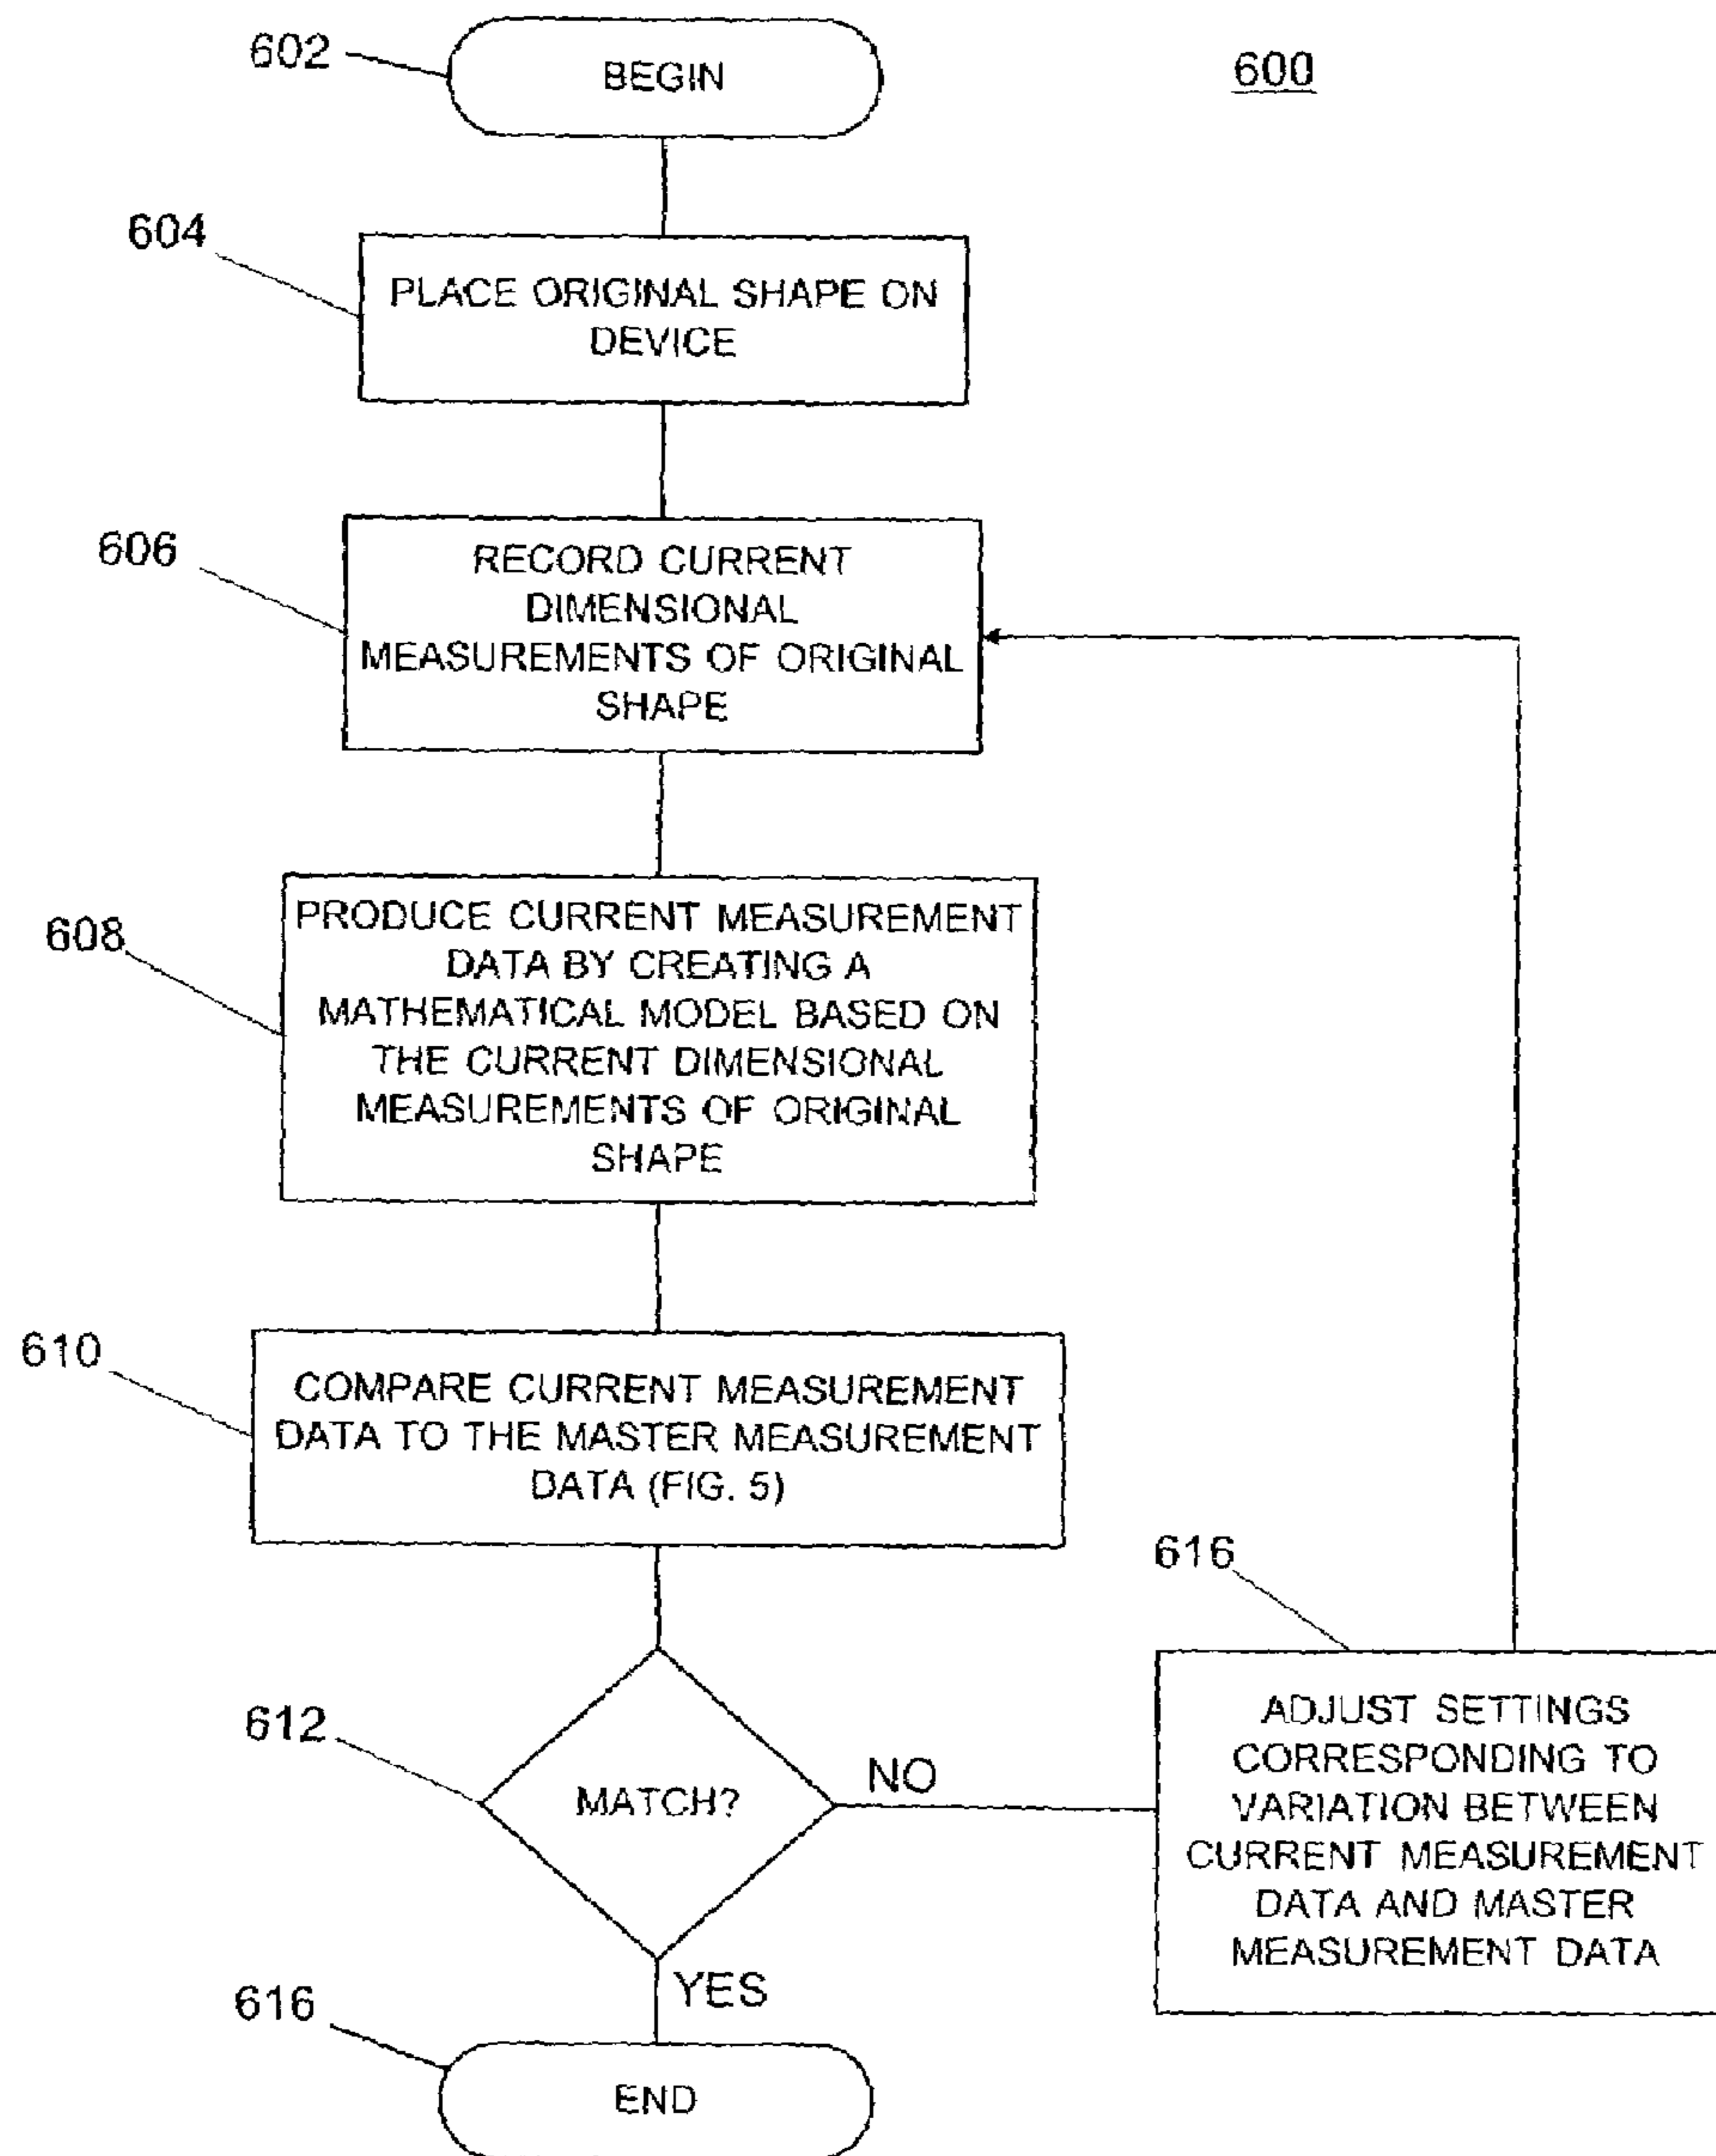 602
BEGIN
600
604
PLACE ORIGINAL SHAPE ON
DEVICE
606
RECORD CURRENT
DIMENSIONAL
MEASUREMENTS OF ORIGINAL
SHAPE
608
PRODUCE CURRENT MEASUREMENT
DATA BY CREATING A
MATHEMATICAL MODEL BASED ON
THE CURRENT DIMENSIONAL
MEASUREMENTS OF ORIGINAL
SHAPE
610
COMPARE CURRENT MEASUREMENT
DATA TO THE MASTER MEASUREMENT
DATA (FIG. 5)
612
MATCH?
NO
616
ADJUST SETTINGS
CORRESPONDING TO
VARIATION BETWEEN
CURRENT MEASUREMENT
DATA AND MASTER
MEASUREMENT DATA
YES
616
END